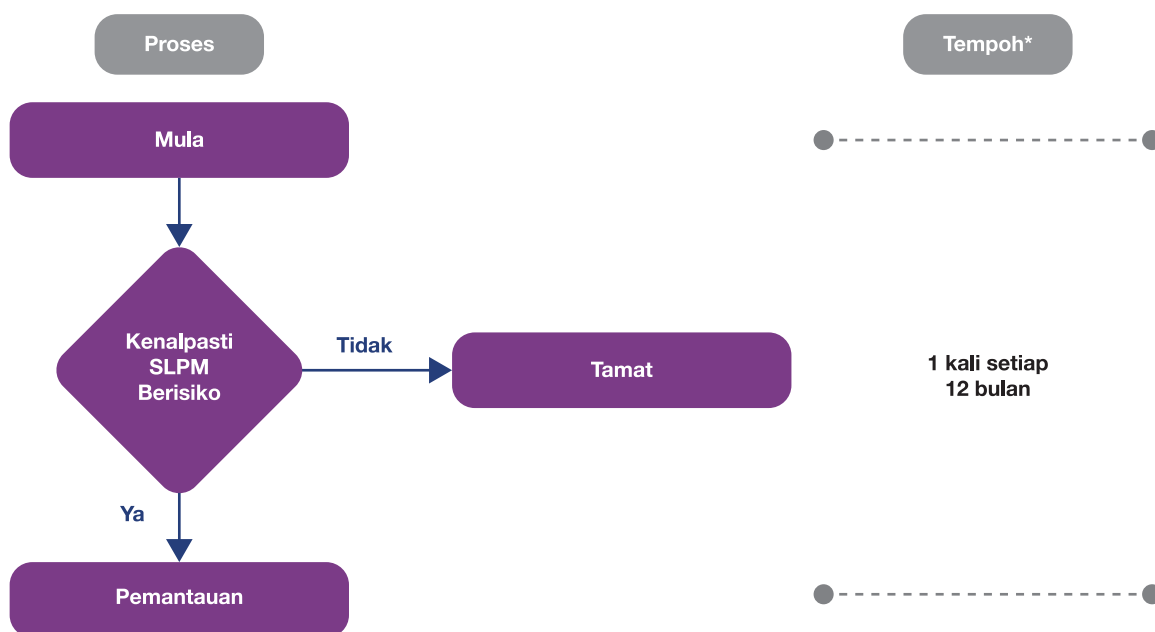 Proses
Tempoh*
Mula
Kenalpasti
SLPM
Berisiko
Tidak
Tamat
1 kali setiap
12 bulan
Ya
Pemantauan